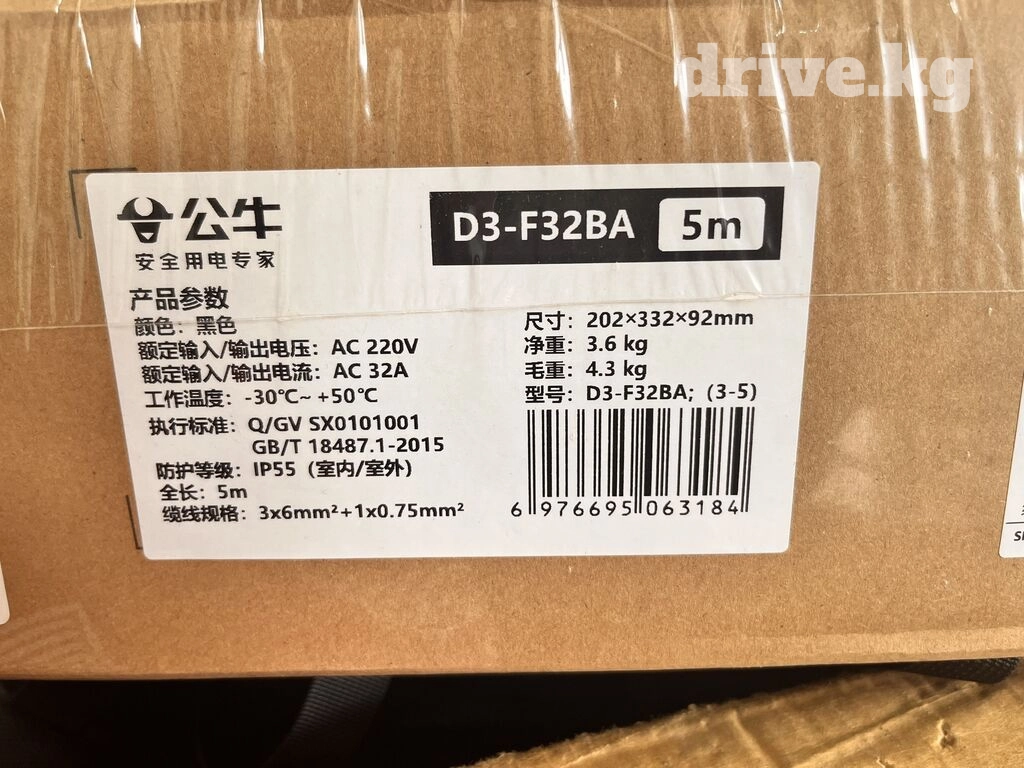 drive.kg
公牛
安全用电专家
D3-F32BA 5m
产品参数
颜色：黑色
额定输入/输出电压：AC 220V
额定输入/输出电流：AC 32A
工作温度：-30℃~ +50℃
执行标准：Q/GV SX0101001
GB/T 18487.1-2015
防护等级：IP55（室内/室外）
全长：5m
缆线规格：3x6mm²+1x0.75mm²
尺寸：202×332×92mm
净重：3.6 kg
毛重：4.3 kg
型号：D3-F32BA;（3-5）
6 976695 063184